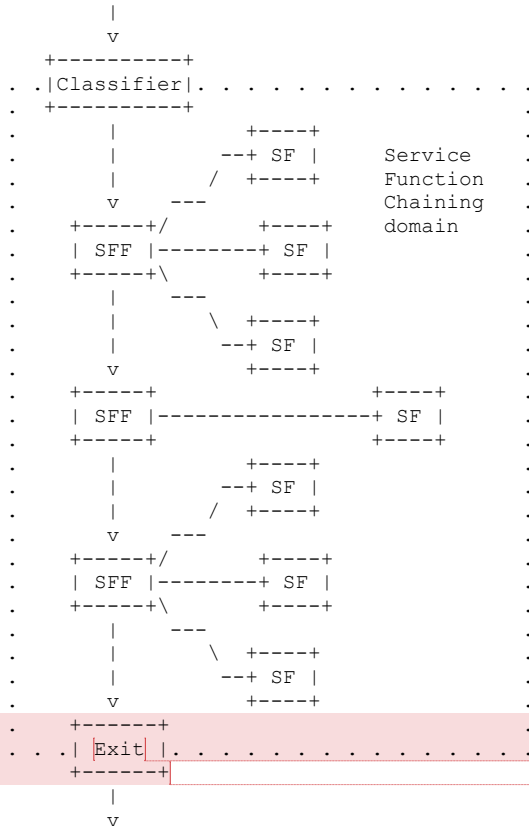 Classifier
SF
Service
Function
Chaining
domain
SFF
SF
SF
SFF
SF
SF
SFF
SF
SF
Exit